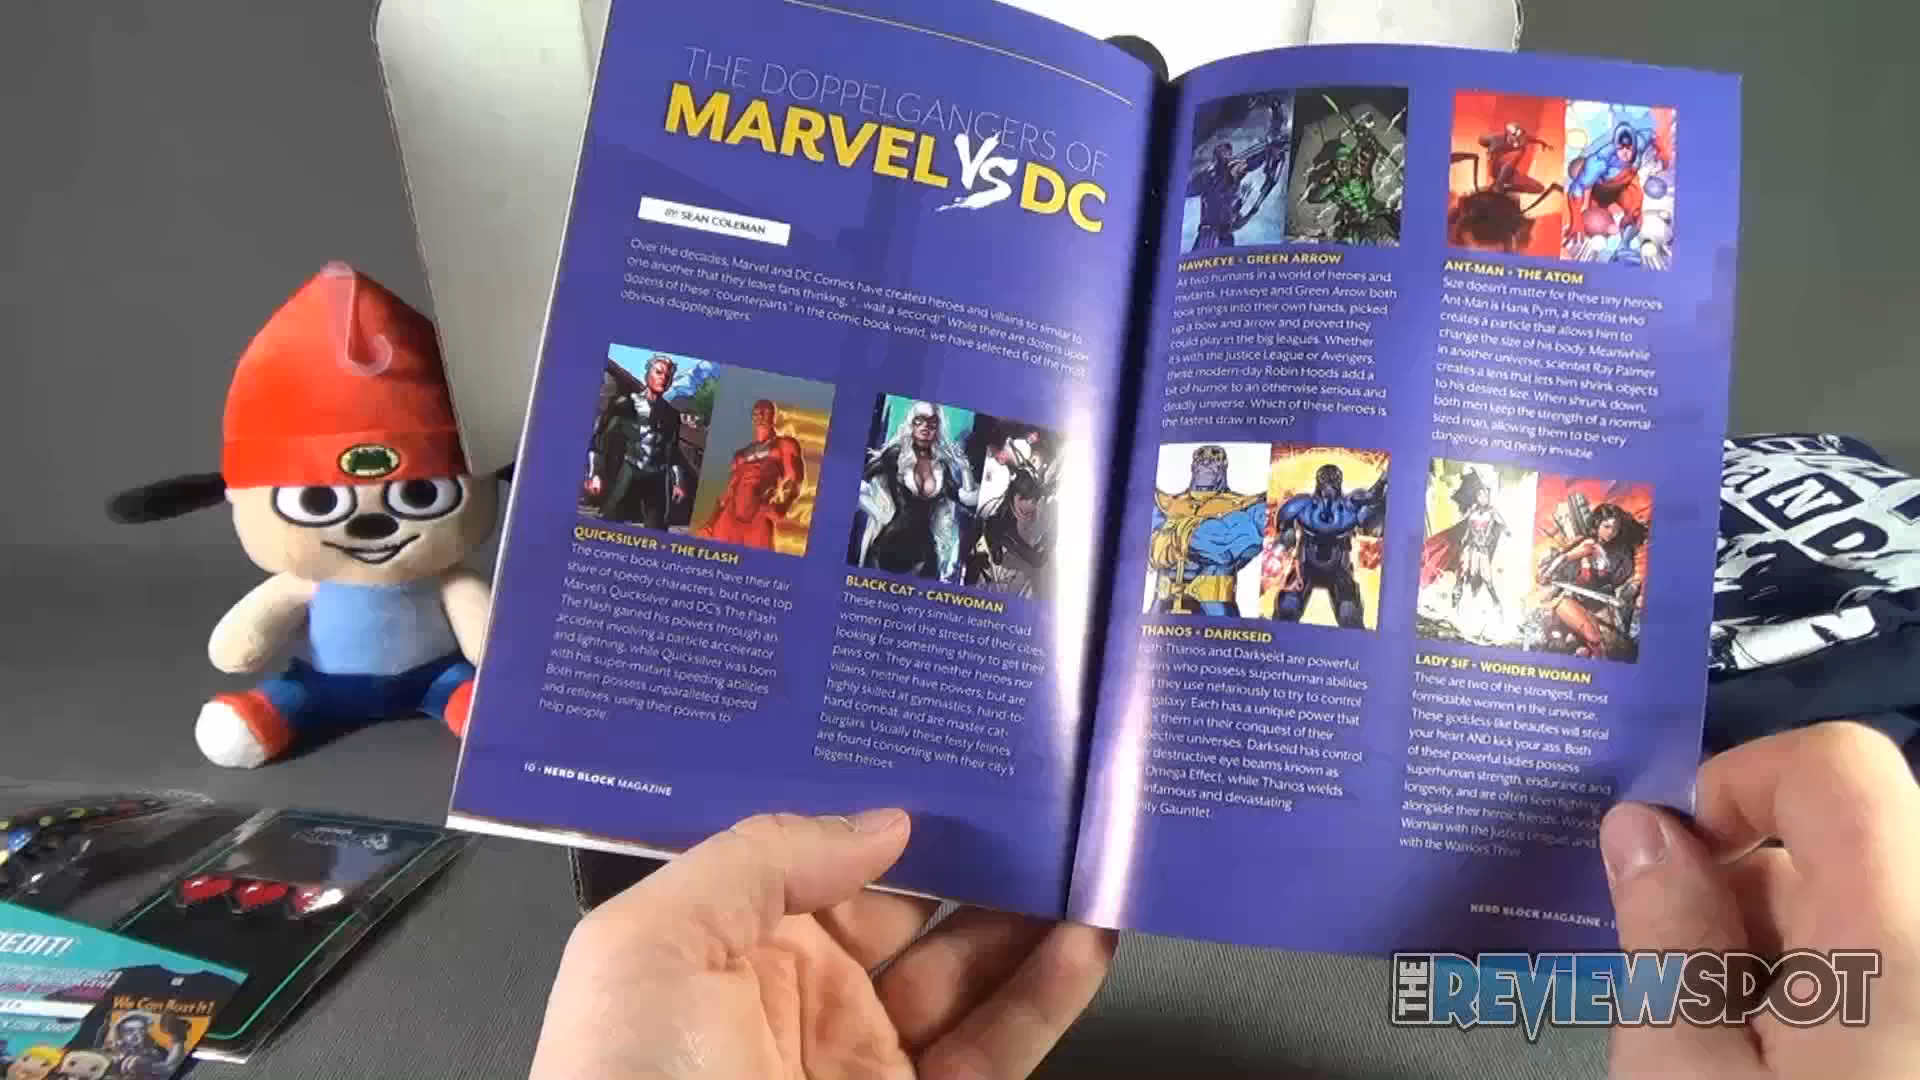 THE DOPPELGANGERS OF
MARVEL VS DC
BY SEAN COLEMAN
Over the decades, Marvel and DC Comics have created heroes and villains so similar to
one another that they leave fans thinking, "...wait a second!" While there are dozens upon
dozens of these "counterparts" in the comic book world, we have selected 6 of the most
obvious doppelgangers.
QUICKSILVER • THE FLASH
The comic book universes have their fair
share of speedy characters, but none top
Marvel's Quicksilver and DC's The Flash.
The Flash gained his powers through an
accident involving a particle accelerator
and lightning, while Quicksilver was born
with his super-mutant speeding abilities.
Both men possess unparalleled speed
and reflexes, using their powers to
help people.
BLACK CAT • CATWOMAN
These two very similar, leather-clad
women prowl the streets of their cities,
looking for something shiny to get their
paws on. They are neither heroes nor
villains, neither have powers, but are
highly skilled at gymnastics, hand-to-
hand combat, and are master cat-
burglars. Usually these feisty felines
are found consorting with their city's
biggest heroes.
10 • NERD BLOCK MAGAZINE
HAWKEYE • GREEN ARROW
As two humans in a world of heroes and
mutants, Hawkeye and Green Arrow both
took things into their own hands, picked
up a bow and arrow and proved they
could play in the big leagues. Whether
it's with the Justice League or Avengers,
these modern-day Robin Hoods add a
bit of humor to an otherwise serious and
deadly universe. Which of these heroes is
the fastest draw in town?
ANT-MAN • THE ATOM
Size doesn't matter for these tiny heroes.
Ant-Man is Hank Pym, a scientist who
creates a particle that allows him to
change the size of his body. Meanwhile
in another universe, scientist Ray Palmer
creates a lens that lets him shrink objects
to his desired size. When shrunk down,
both men keep the strength of a normal-
sized man, allowing them to be very
dangerous and nearly invisible.
THANOS • DARKSEID
Thanos and Darkseid are powerful
who possess superhuman abilities
they use nefariously to try to control
galaxy. Each has a unique power that
them in their conquest of their
universes. Darkseid has control
destructive eye beams known as
Omega Effect, while Thanos wields
infamous and devastating
Gauntlet.
LADY SIF • WONDER WOMAN
These are two of the strongest, most
formidable women in the universe.
These goddess-like beauties will steal
your heart AND kick your ass. Both
of these powerful ladies possess
superhuman strength, endurance and
longevity, and are often seen fighting
alongside their heroic friends. Wonder
Woman with the Justice League, and
with the Warriors Three.
NERD BLOCK MAGAZINE •
We Can Bust It!
THE REVIEWSPOT